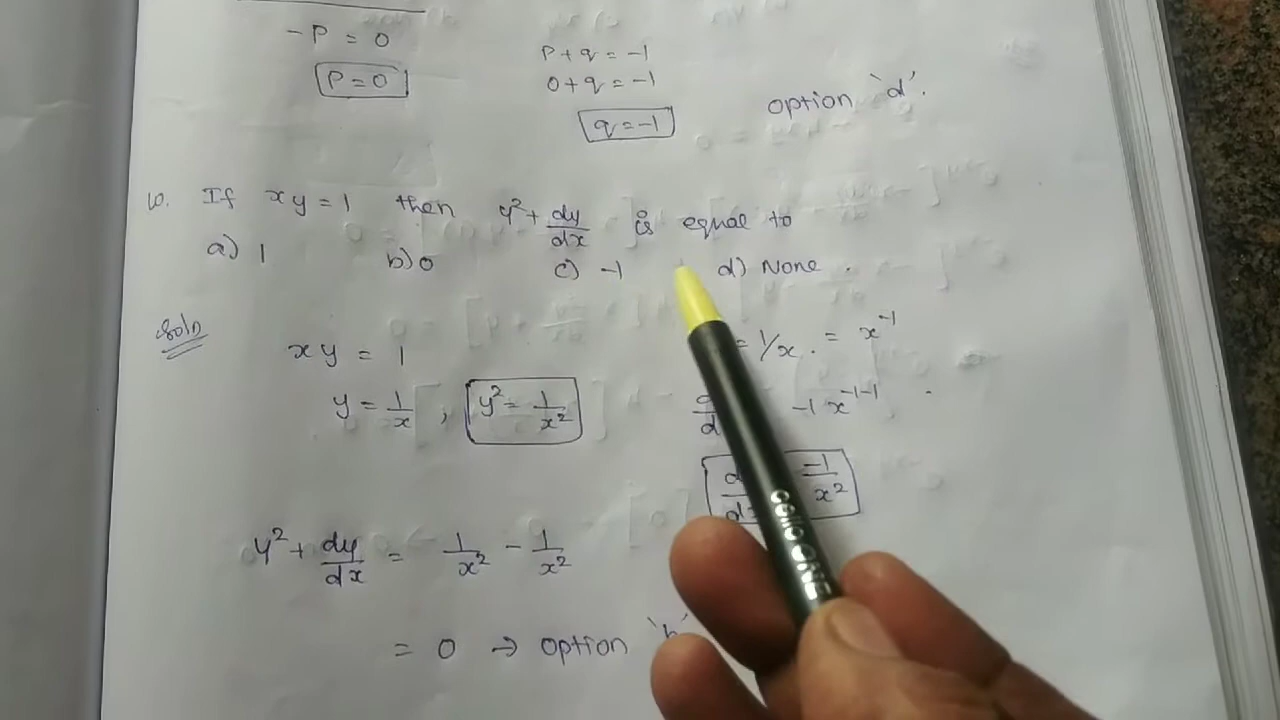 -P = 0
P = 0
P + q = -1
0 + q = -1
q = -1
option 'd'.
10. If xy = 1 then y² + dy/dx is equal to
a) 1 b) 0 c) -1 d) None.
Soln
xy = 1
y = 1/x, y² = 1/x²
= 1/x. = x⁻¹
-1 x⁻¹⁻¹
-1/x²
y² + dy/dx = 1/x² - 1/x²
= 0 → option 'b'
cello ONE